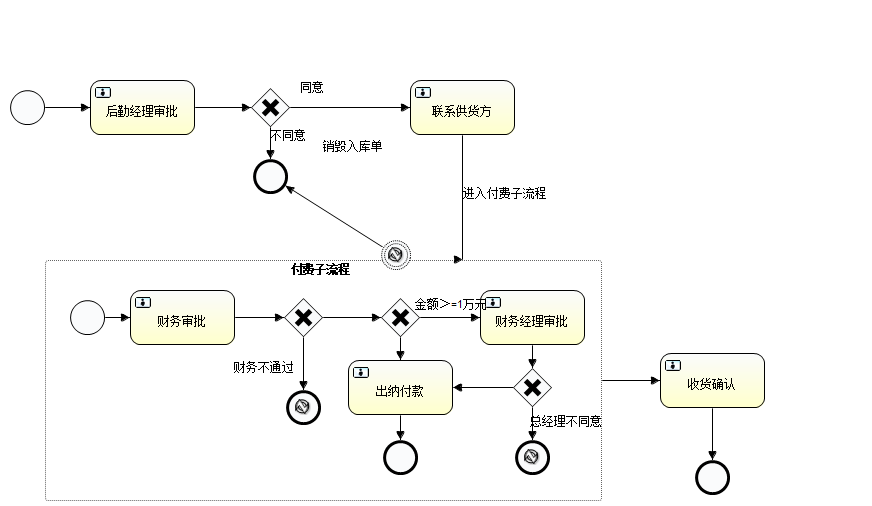 同意
后勤经理审批
联系供货方
不同意
销毁入库单
进入付费子流程
付费子流程
金额>=1万元
财务审批
财务经理审批
财务不通过
出纳付款
收货确认
总经理不同意